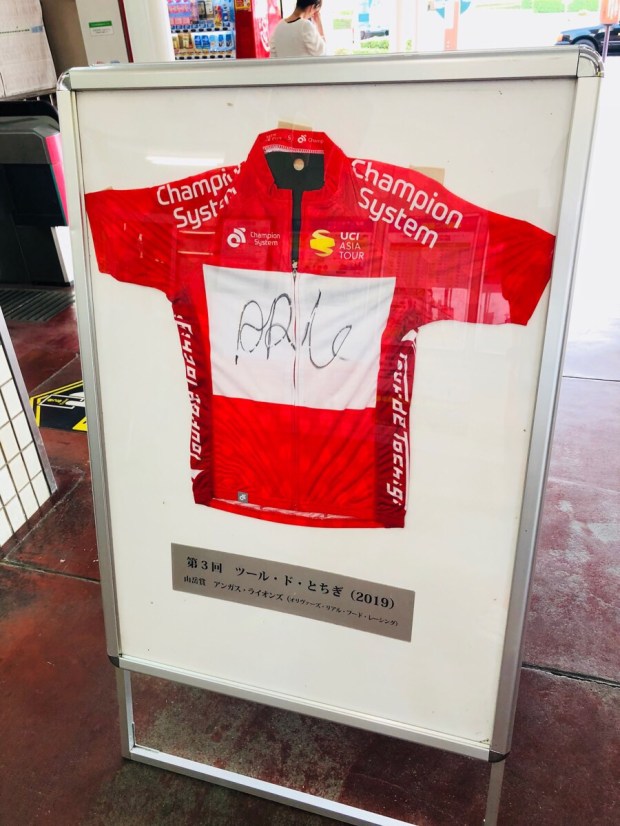 Champion
System
Champion
System
Champion
System
UCI
ASIA
TOUR
Tour de Tochigi
Tour de Tochigi
第3回 ツール・ド・とちぎ（2019）
山岳賞 アンガス・ライオンズ（オリヴァーズ・リアル・フード・レーシング）